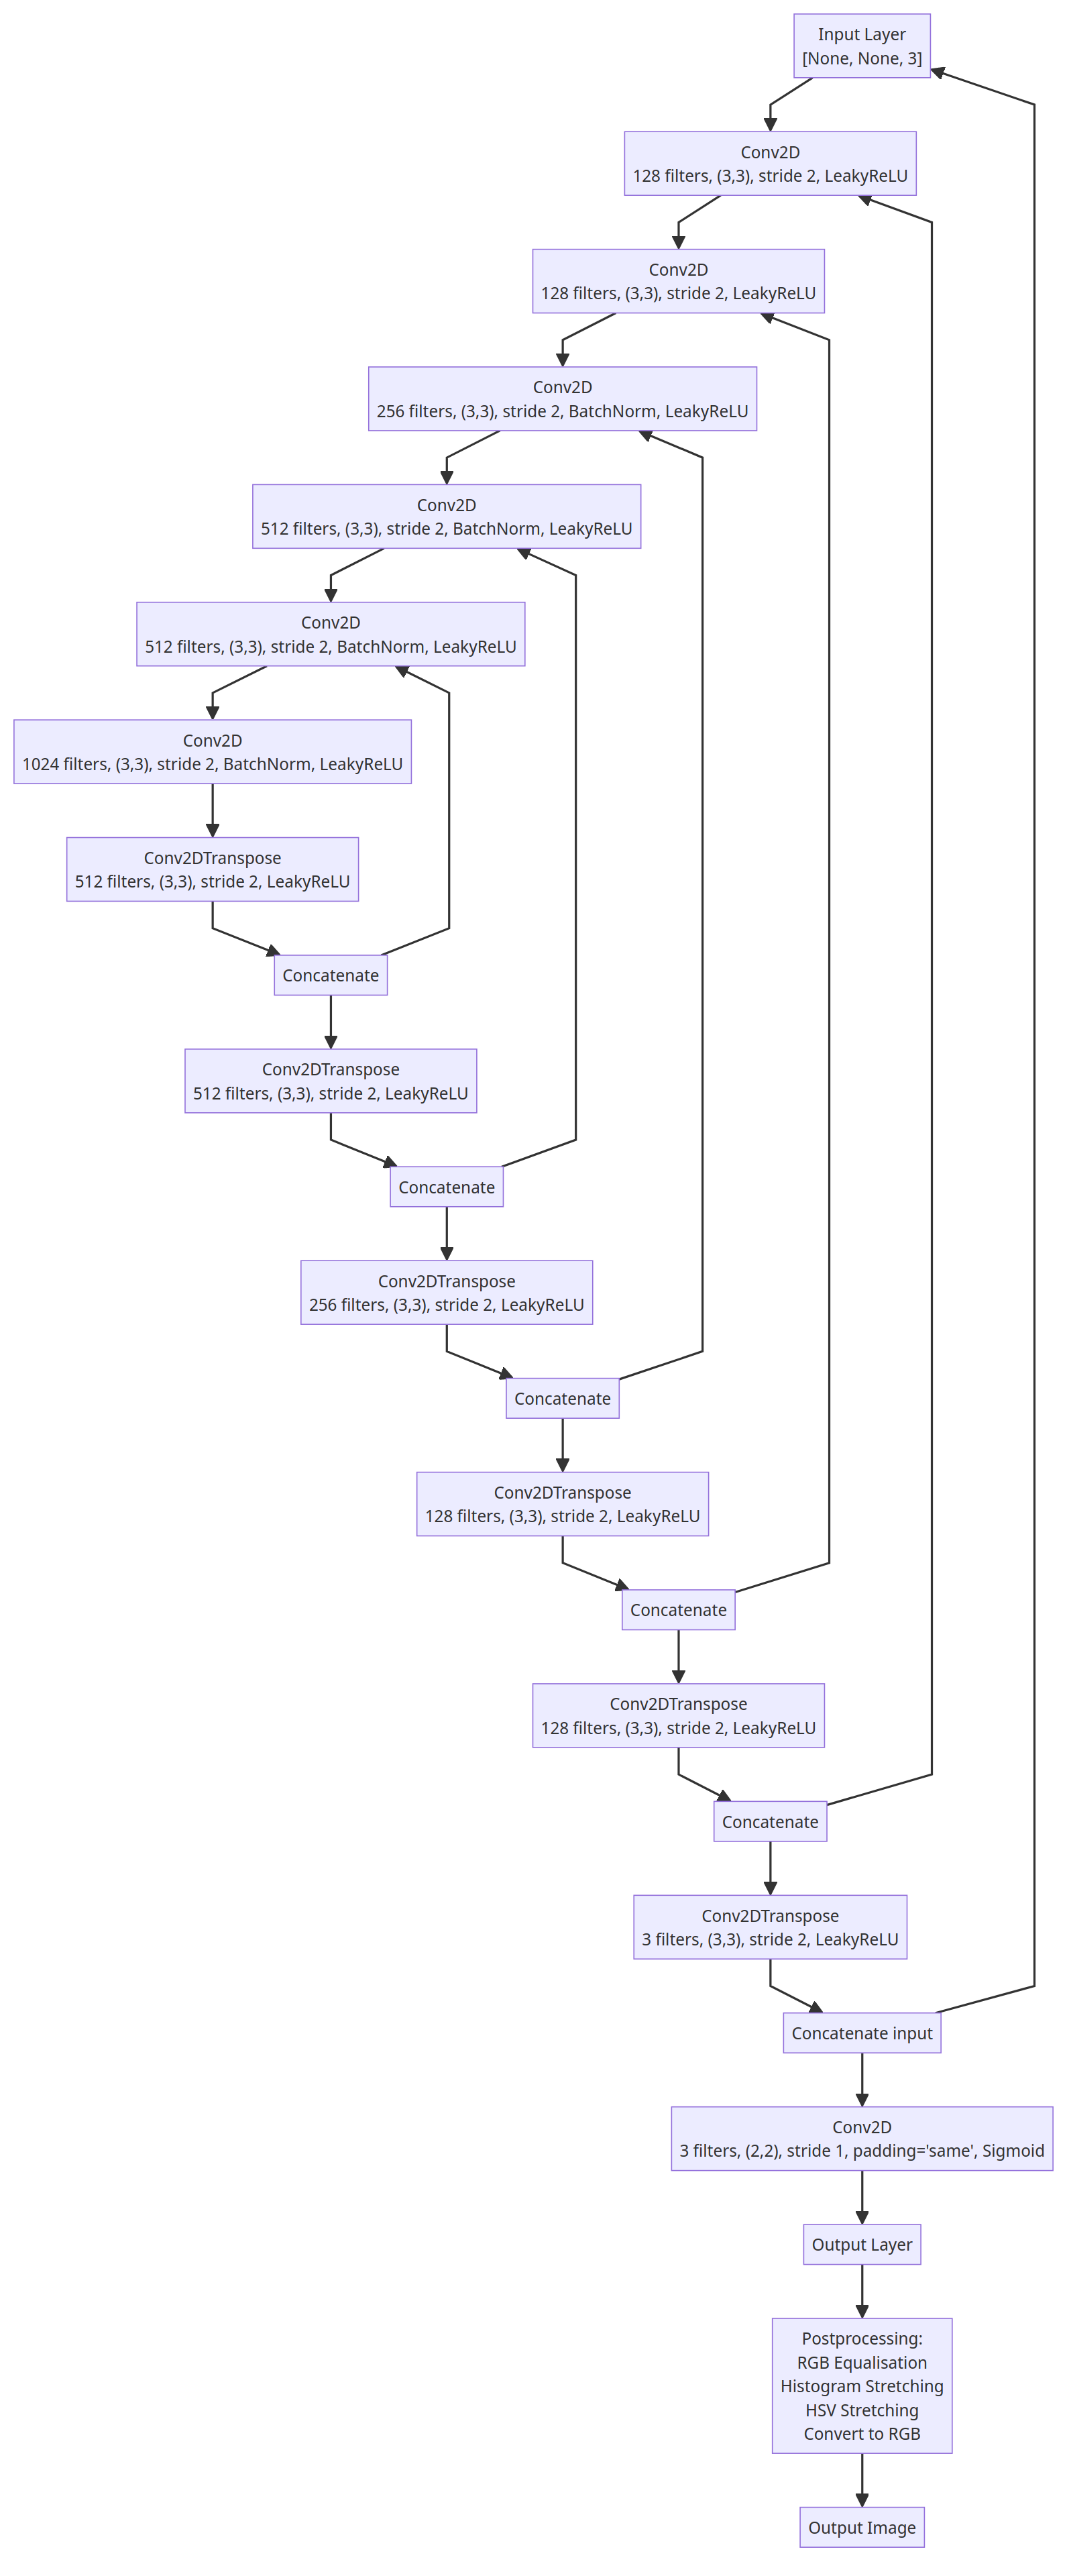 Input Layer
[None, None, 3]
Conv2D
128 filters, (3,3), stride 2, LeakyReLU
Conv2D
128 filters, (3,3), stride 2, LeakyReLU
Conv2D
256 filters, (3,3), stride 2, BatchNorm, LeakyReLU
Conv2D
512 filters, (3,3), stride 2, BatchNorm, LeakyReLU
Conv2D
512 filters, (3,3), stride 2, BatchNorm, LeakyReLU
Conv2D
1024 filters, (3,3), stride 2, BatchNorm, LeakyReLU
Conv2DTranspose
512 filters, (3,3), stride 2, LeakyReLU
Concatenate
Conv2DTranspose
512 filters, (3,3), stride 2, LeakyReLU
Concatenate
Conv2DTranspose
256 filters, (3,3), stride 2, LeakyReLU
Concatenate
Conv2DTranspose
128 filters, (3,3), stride 2, LeakyReLU
Concatenate
Conv2DTranspose
128 filters, (3,3), stride 2, LeakyReLU
Concatenate
Conv2DTranspose
3 filters, (3,3), stride 2, LeakyReLU
Concatenate input
Conv2D
3 filters, (2,2), stride 1, padding='same', Sigmoid
Output Layer
Postprocessing:
RGB Equalisation
Histogram Stretching
HSV Stretching
Convert to RGB
Output Image